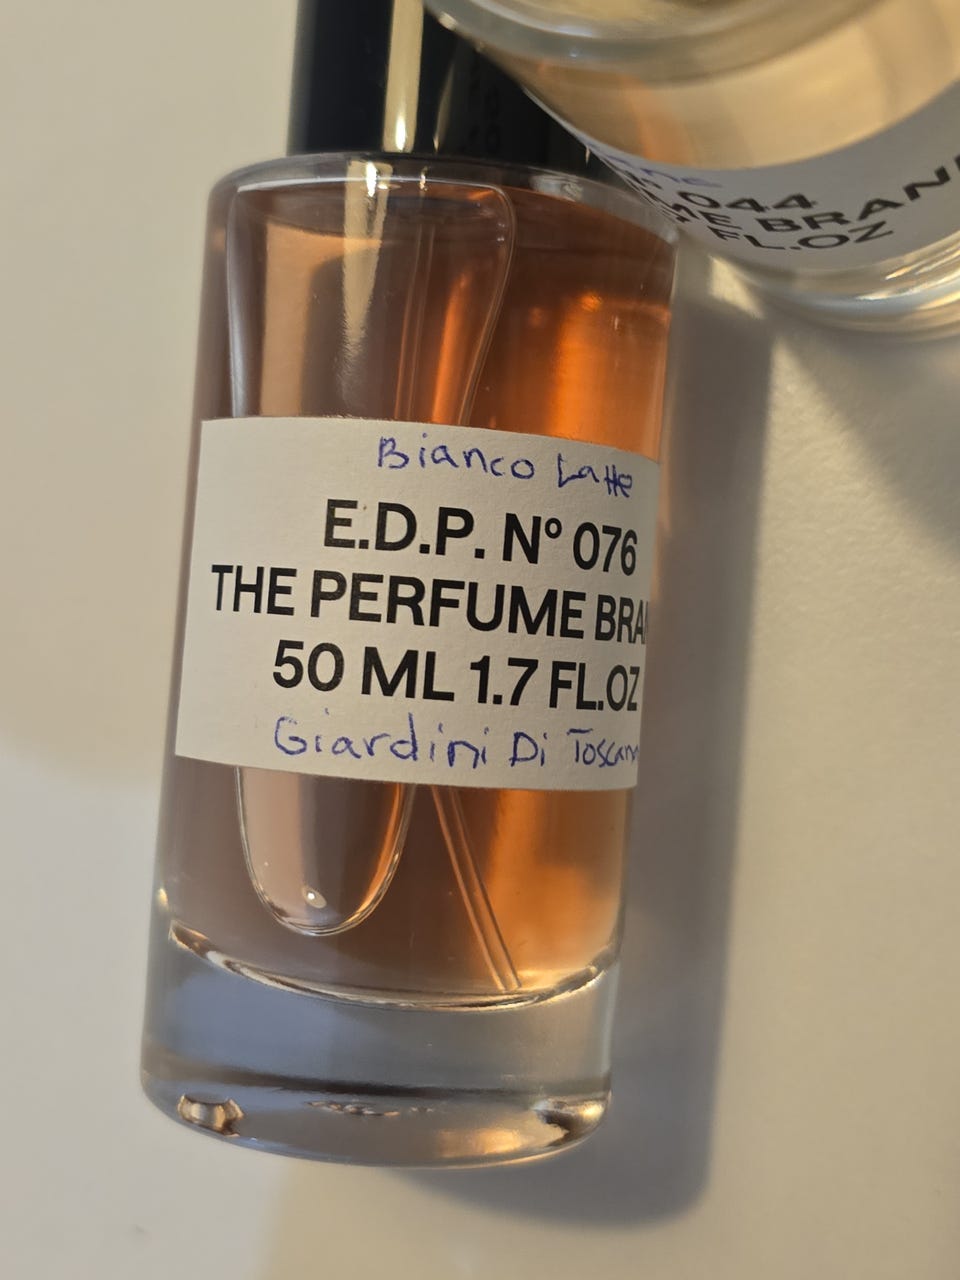 Bianco Latte
E.D.P. Nº 076
THE PERFUME BRA
50 ML 1.7 FL.OZ
Giardini Di Toscan
044
ME BRAN
FL.OZ